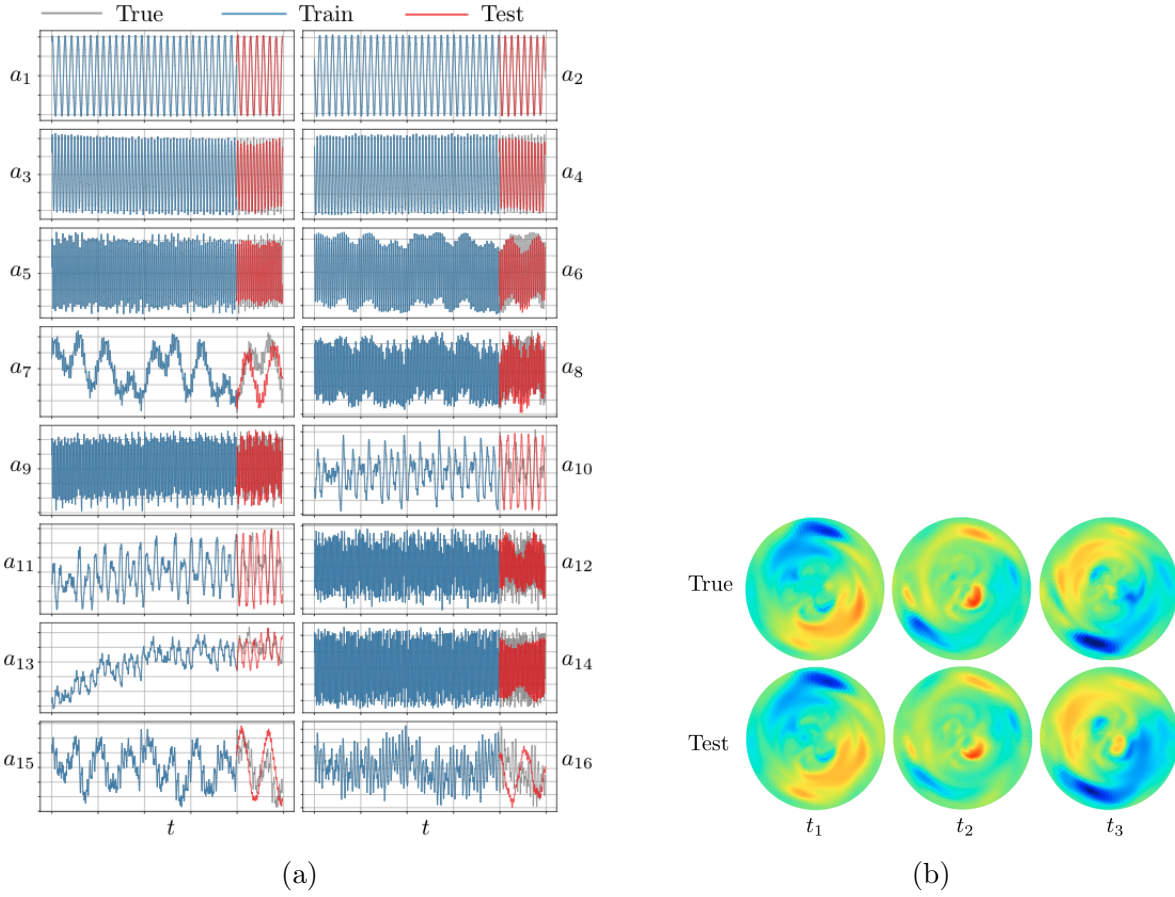 True Train Test
a1 a2
a3 a4
a5 a6
a7 a8
a9 a10
a11 a12
a13 a14
a15 a16
t t
(a)
True
Test
t1 t2 t3
(b)